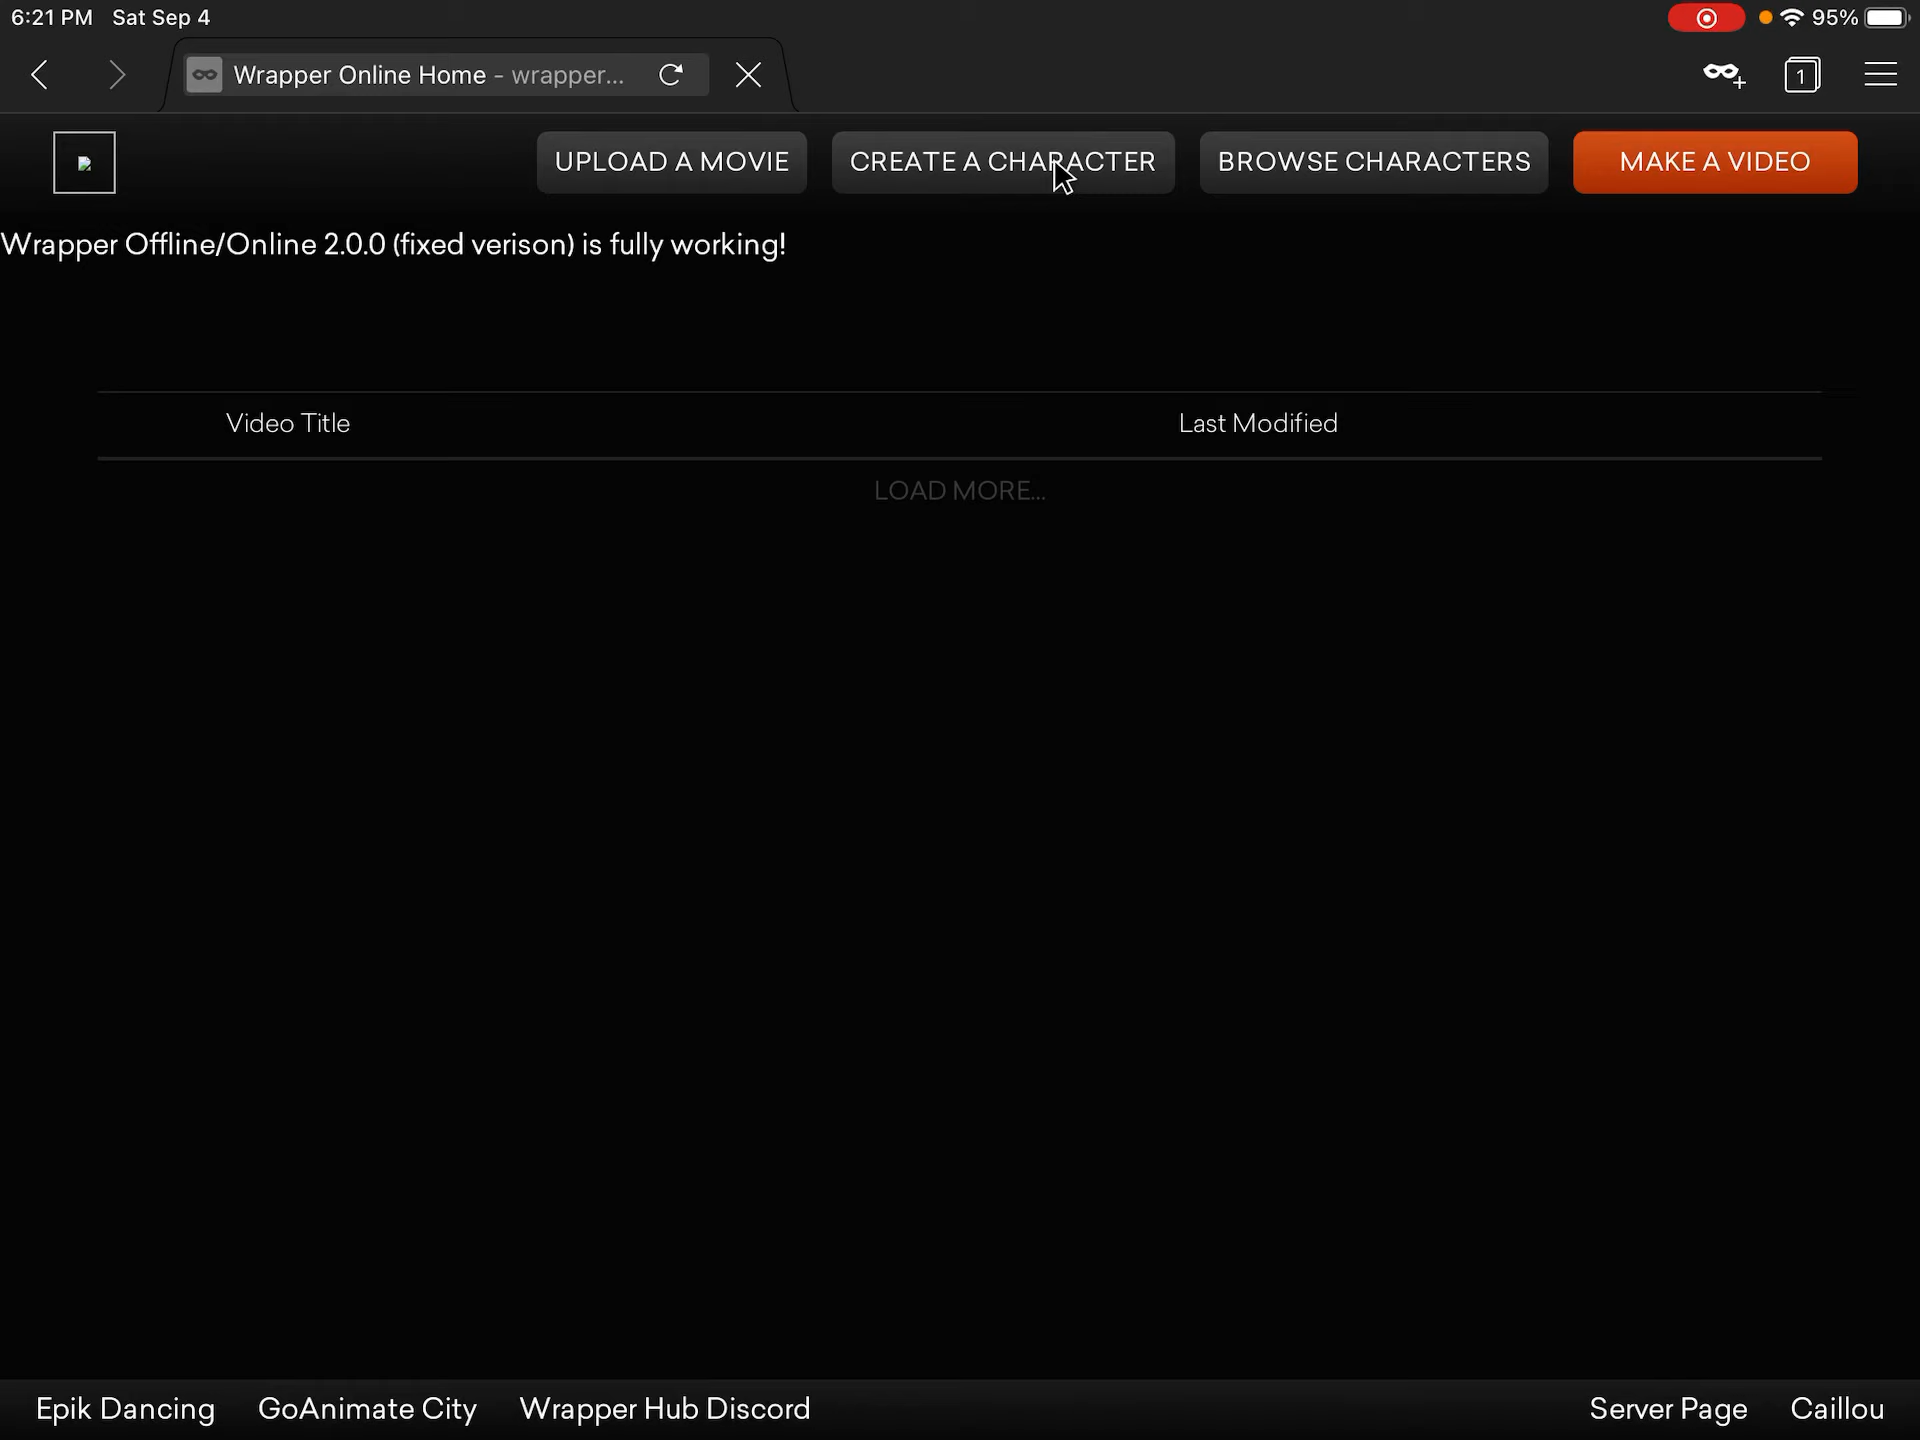 6:21 PM Sat Sep 4 95%
Wrapper Online Home - wrapper... 1
UPLOAD A MOVIE CREATE A CHARACTER BROWSE CHARACTERS MAKE A VIDEO
Wrapper Offline/Online 2.0.0 (fixed verison) is fully working!
Video Title Last Modified
LOAD MORE...
Epik Dancing GoAnimate City Wrapper Hub Discord Server Page Caillou